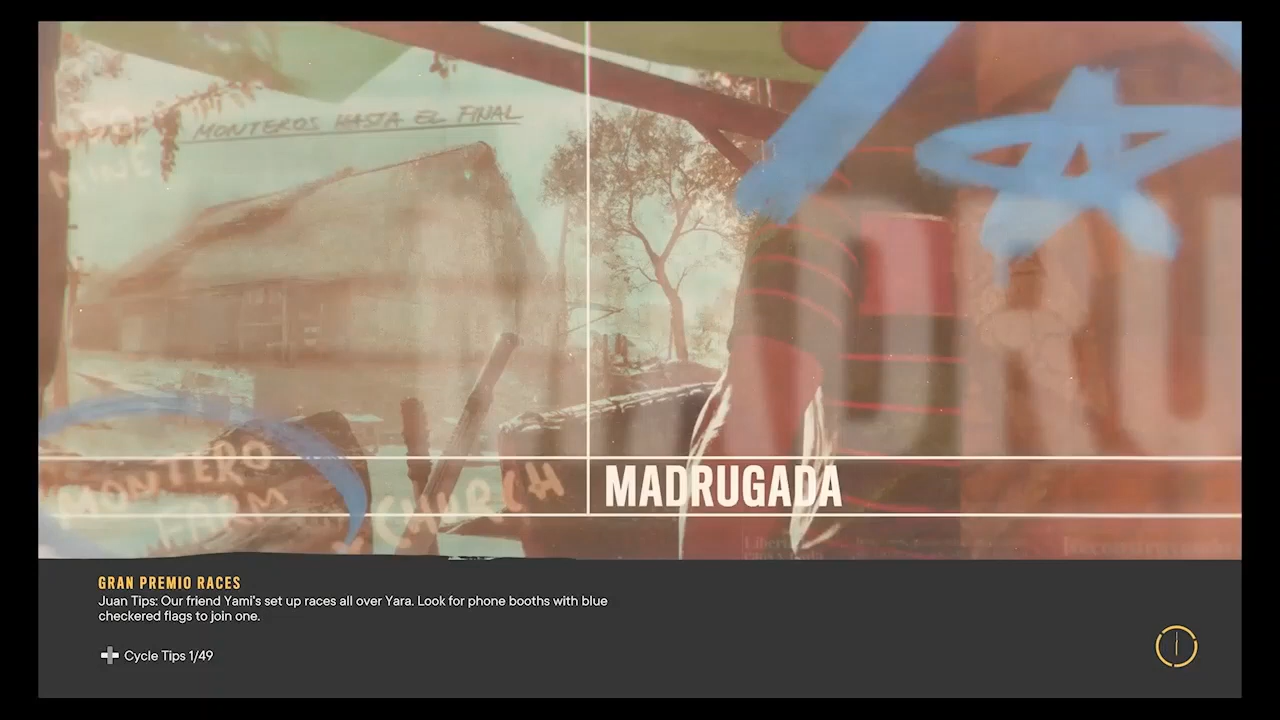 MONTEROS HASTA EL FINAL
MINE
MONTERO
FARM
CHURCH
MADRUGADA
GRAN PREMIO RACES
Juan Tips: Our friend Yami's set up races all over Yara. Look for phone booths with blue
checkered flags to join one.
Cycle Tips 1/49